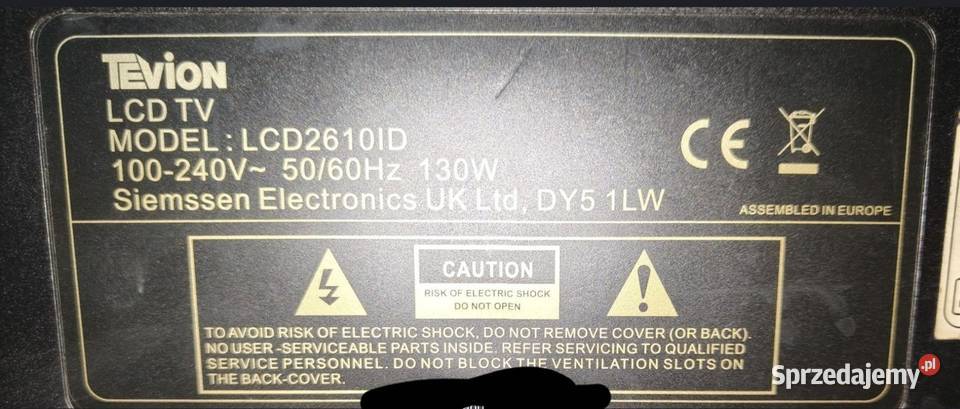 TEViON
LCD TV
MODEL : LCD2610ID
100-240V~ 50/60Hz 130W
Siemssen Electronics UK Ltd, DY5 1LW
CE
ASSEMBLED IN EUROPE
CAUTION
RISK OF ELECTRIC SHOCK
DO NOT OPEN
TO AVOID RISK OF ELECTRIC SHOCK, DO NOT REMOVE COVER (OR BACK).
NO USER -SERVICEABLE PARTS INSIDE. REFER SERVICING TO QUALIFIED
SERVICE PERSONNEL. DO NOT BLOCK THE VENTILATION SLOTS ON
THE BACK-COVER.
Sprzedajemy.pl